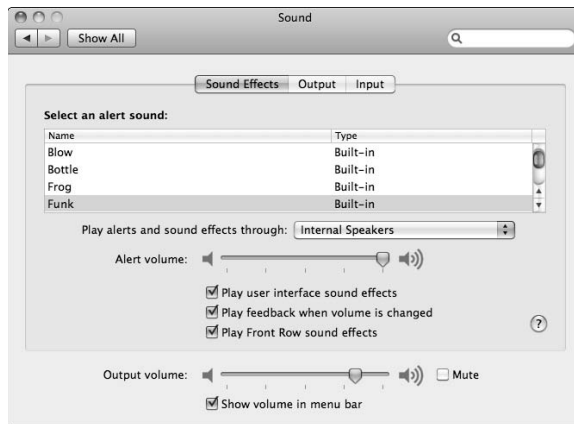 Sound
Show All
Sound Effects Output Input
Select an alert sound:
Name Type
Blow Built-in
Bottle Built-in
Frog Built-in
Funk Built-in
Play alerts and sound effects through: Internal Speakers
Alert volume:
Play user interface sound effects
Play feedback when volume is changed
Play Front Row sound effects
?
Output volume: Mute
Show volume in menu bar